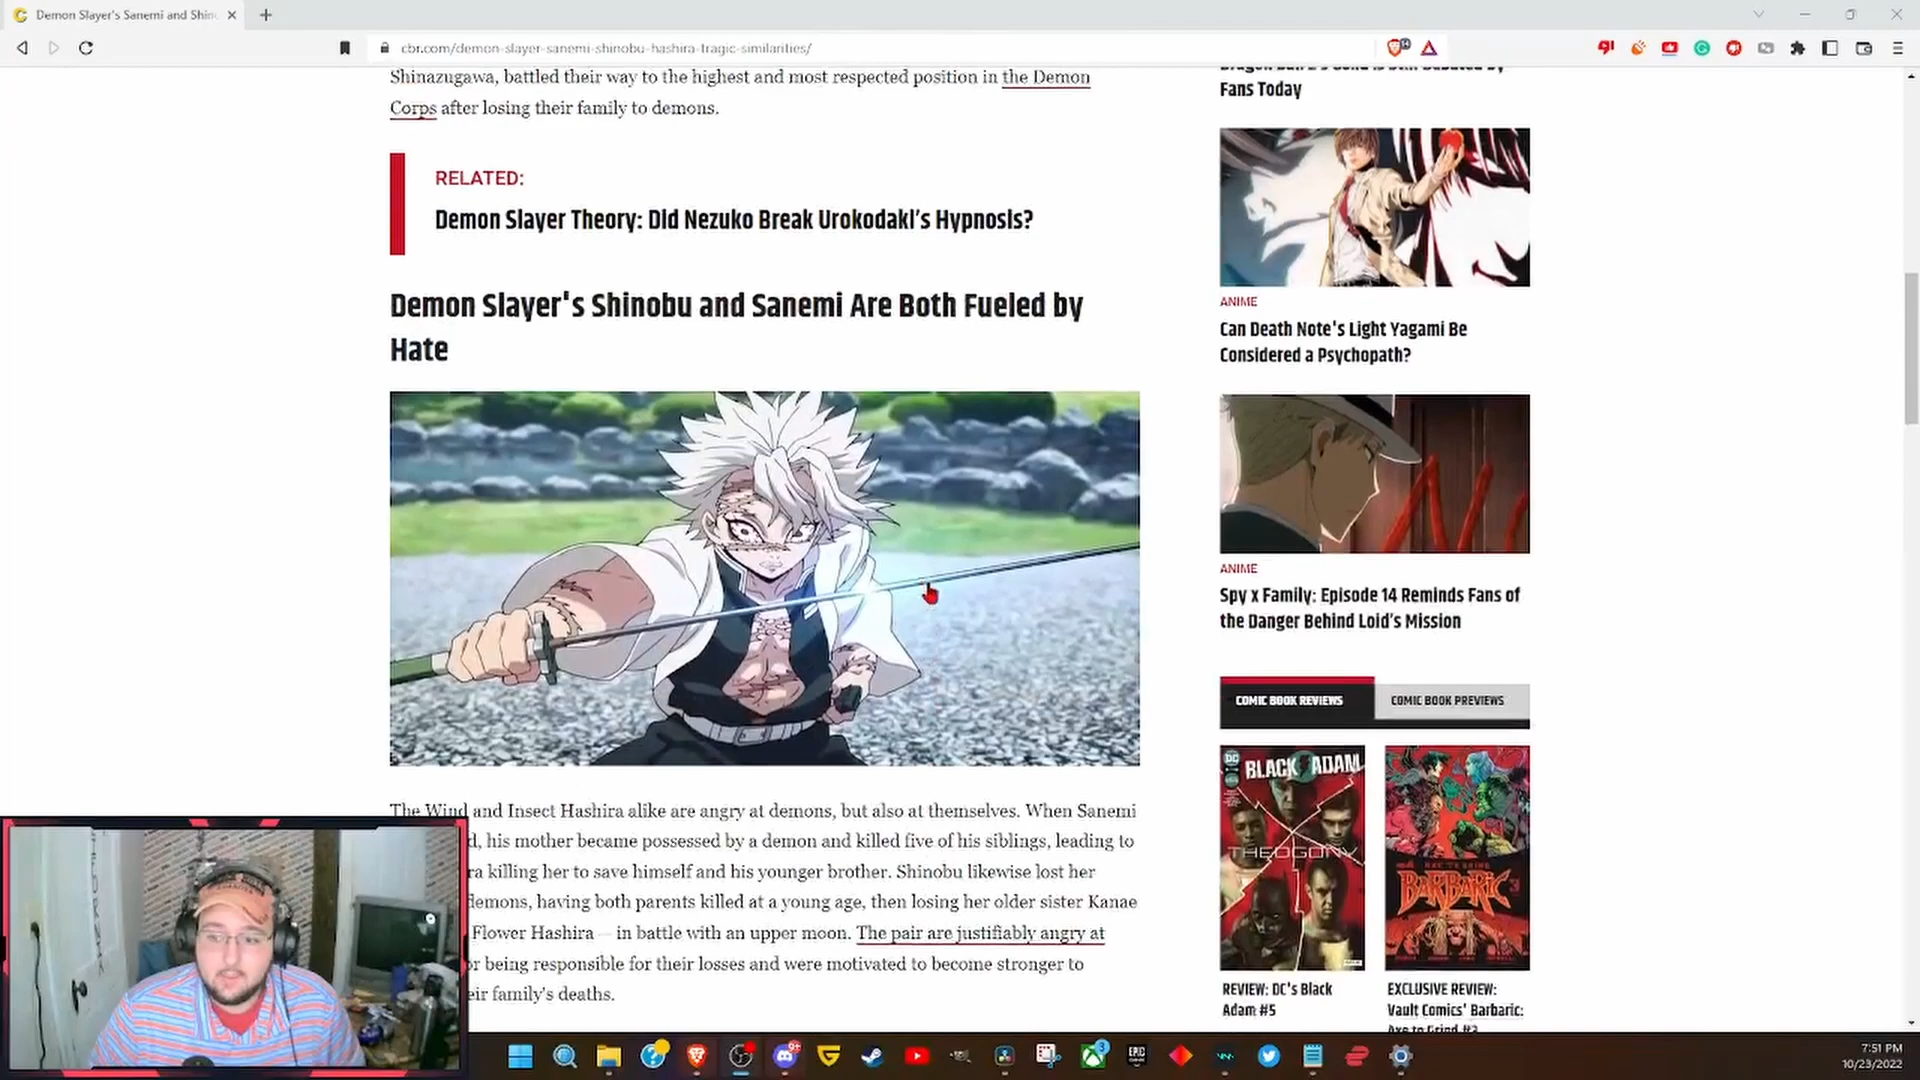 Demon Slayer's Sanemi and Shin
cbr.com/demon-slayer-sanemi-shinobu-hashira-tragic-similarities/
Shinazugawa, battled their way to the highest and most respected position in the Demon
Corps after losing their family to demons.
RELATED:
Demon Slayer Theory: Did Nezuko Break Urokodaki's Hypnosis?
Demon Slayer's Shinobu and Sanemi Are Both Fueled by
Hate
The Wind and Insect Hashira alike are angry at demons, but also at themselves. When Sanemi
d, his mother became possessed by a demon and killed five of his siblings, leading to
ra killing her to save himself and his younger brother. Shinobu likewise lost her
demons, having both parents killed at a young age, then losing her older sister Kanae
Flower Hashira — in battle with an upper moon. The pair are justifiably angry at
or being responsible for their losses and were motivated to become stronger to
eir family's deaths.
Fans Today
ANIME
Can Death Note's Light Yagami Be
Considered a Psychopath?
ANIME
Spy x Family: Episode 14 Reminds Fans of
the Danger Behind Loid's Mission
COMIC BOOK REVIEWS
COMIC BOOK PREVIEWS
DC
BLACK ADAM
THEOGONY
BARBARIC
REVIEW: DC's Black
Adam #5
EXCLUSIVE REVIEW:
Vault Comics' Barbaric:
Axe to Grind #3
EPIC
9+
3
7:51 PM
10/23/2022